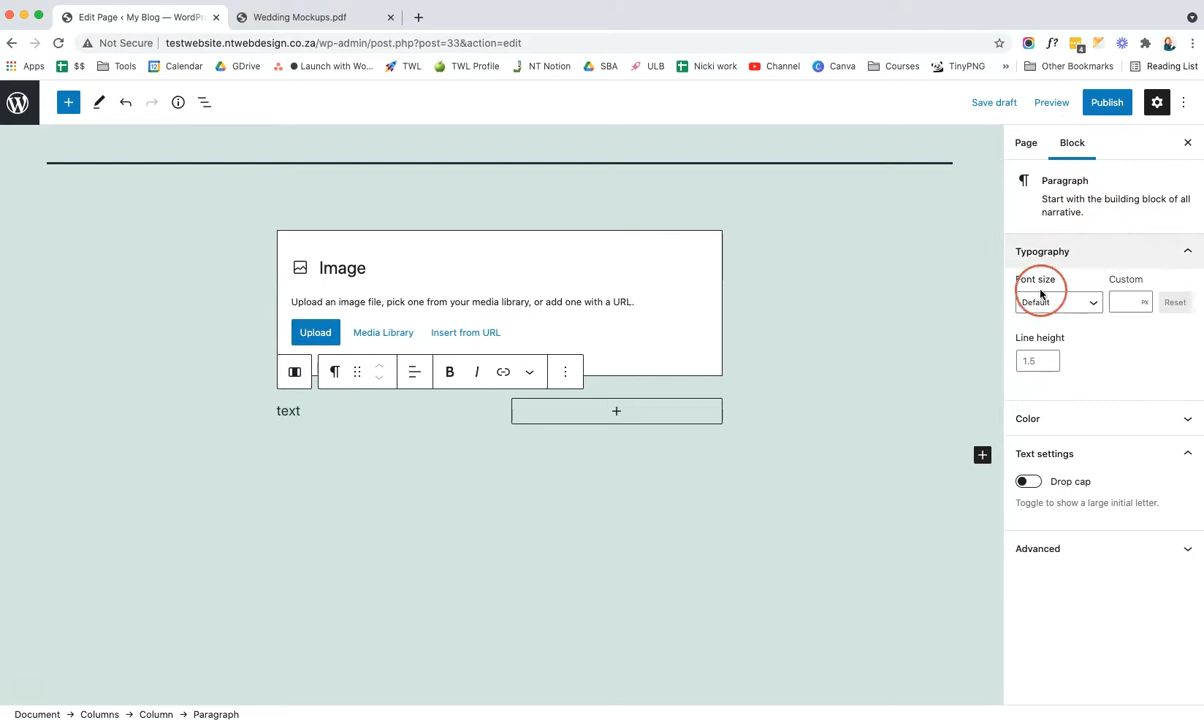 Edit Page ‹ My Blog — WordPr
Wedding Mockups.pdf
Not Secure
testwebsite.ntwebdesign.co.za/wp-admin/post.php?post=33&action=edit
4
Apps
$$
Tools
Calendar
GDrive
Launch with Wo...
TWL
TWL Profile
NT Notion
SBA
ULB
Nicki work
Channel
Canva
Courses
TinyPNG
»
Other Bookmarks
Reading List
Save draft
Preview
Publish
Page
Block
Paragraph
Start with the building block of all
narrative.
Typography
Font size
Custom
Default
PX
Reset
Line height
1.5
Color
Text settings
Drop cap
Toggle to show a large initial letter.
Advanced
Image
Upload an image file, pick one from your media library, or add one with a URL.
Upload
Media Library
Insert from URL
B
I
text
Document → Columns → Column → Paragraph